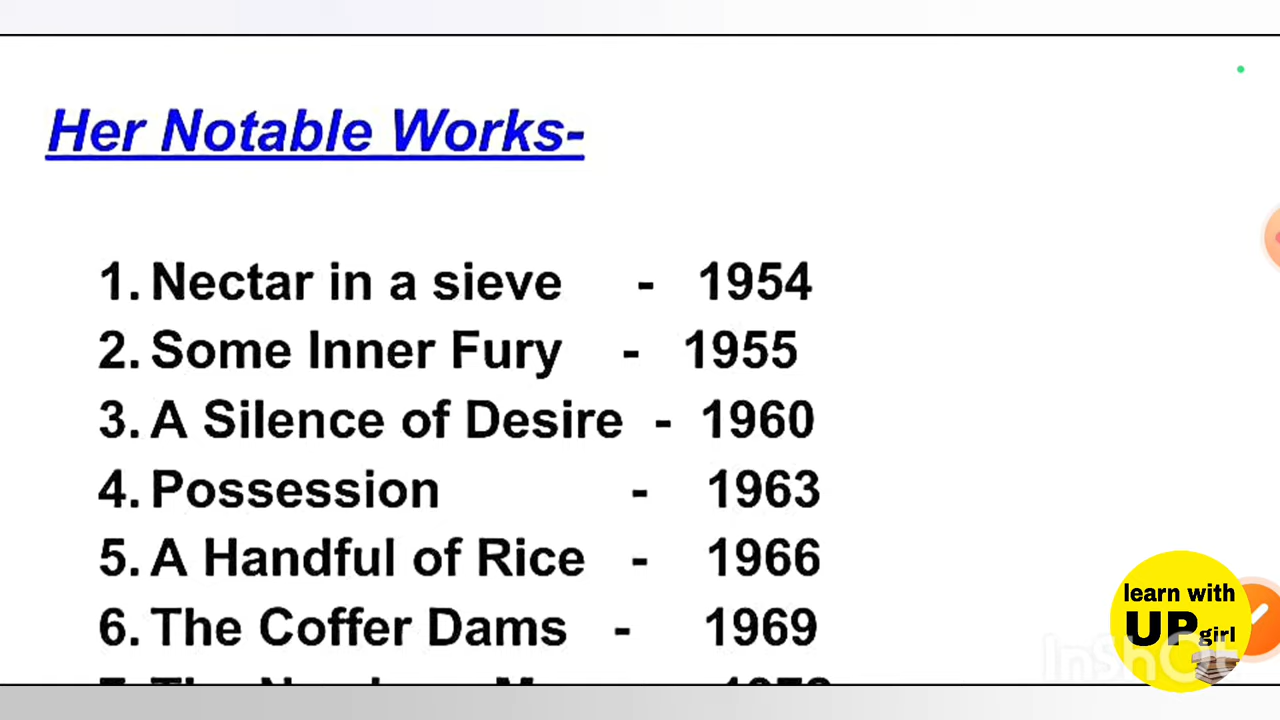 Her Notable Works-
1. Nectar in a sieve - 1954
2. Some Inner Fury - 1955
3. A Silence of Desire - 1960
4. Possession - 1963
5. A Handful of Rice - 1966
6. The Coffer Dams - 1969
learn with
UP girl
InShOt